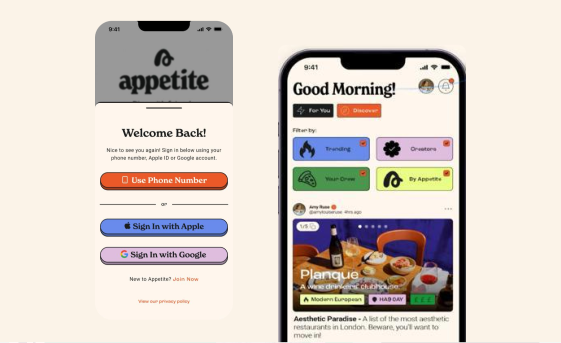 9:41
appetite
Welcome Back!
Nice to see you again! Sign in below using your
phone number, Apple ID or Google account.
Use Phone Number
or
Sign In with Apple
Sign In with Google
New to Appetite? Join Now
View our privacy policy
9:41
Good Morning!
For You
Discover
Filter by:
Trending
Creators
Your Crew
By Appetite
Amy Rose
4hrs ago
1/5
Planque
A wine drinkers' clubhouse
Modern European
£££
Aesthetic Paradise - A list of the most aesthetic
restaurants in London. Beware, you'll want to
move in!